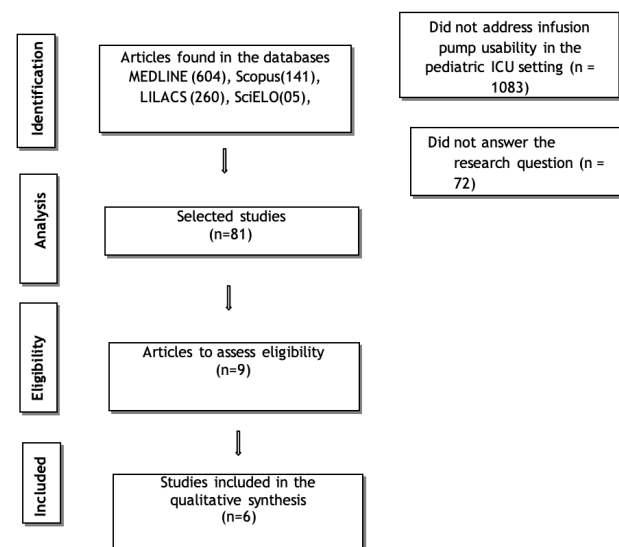 Identification
Articles found in the databases
MEDLINE (604), Scopus(141),
LILACS (260), SciELO(05),
Did not address infusion
pump usability in the
pediatric ICU setting (n =
1083)
Did not answer the
research question (n =
72)
Analysis
Selected studies
(n=81)
Eligibility
Articles to assess eligibility
(n=9)
Included
Studies included in the
qualitative synthesis
(n=6)